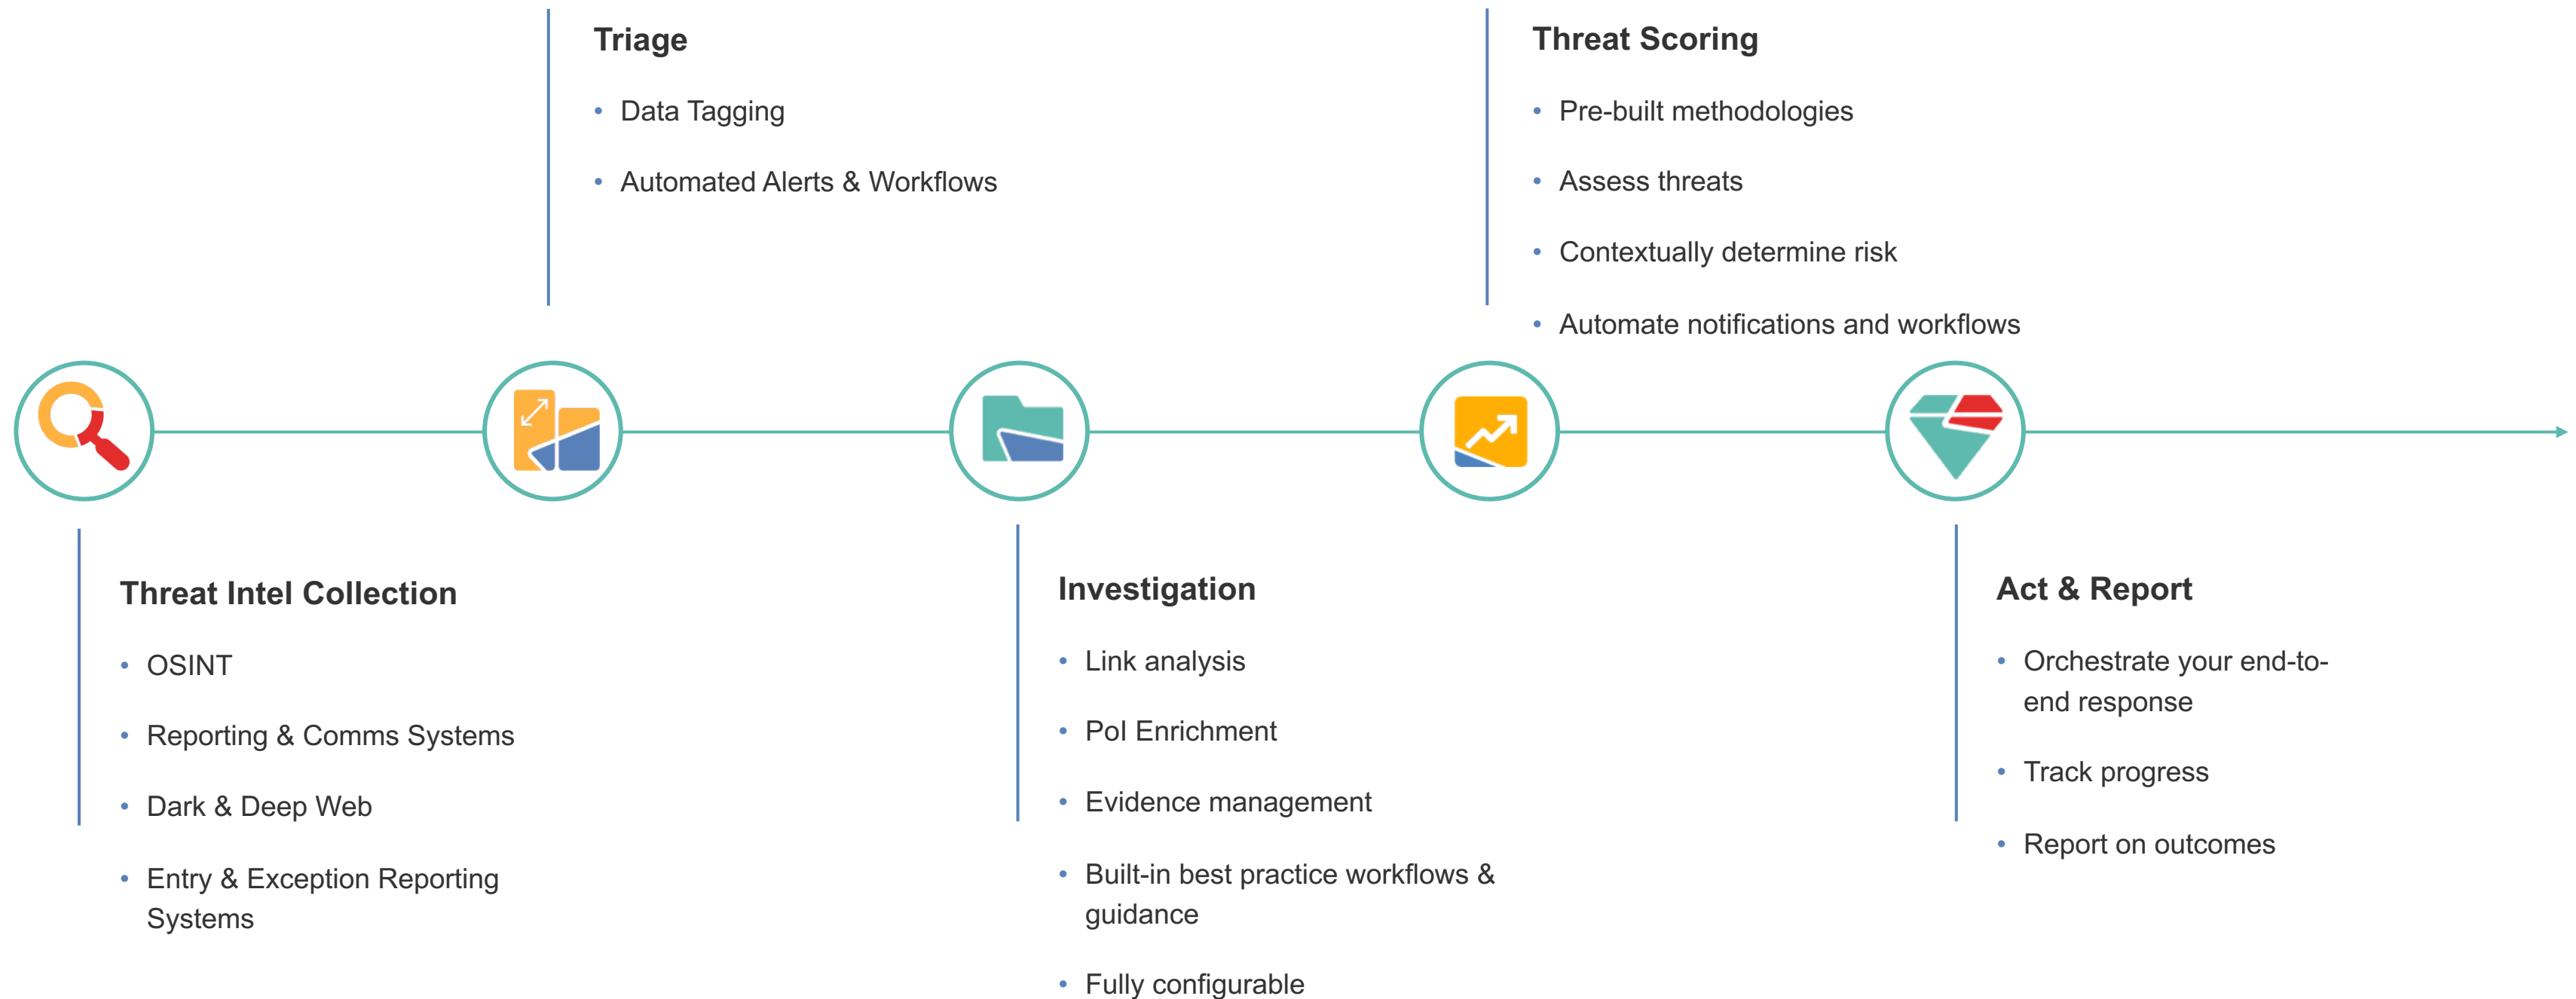 Triage
• Data Tagging
• Automated Alerts & Workflows
Threat Scoring
• Pre-built methodologies
• Assess threats
• Contextually determine risk
• Automate notifications and workflows
Threat Intel Collection
• OSINT
• Reporting & Comms Systems
• Dark & Deep Web
• Entry & Exception Reporting
Systems
Investigation
• Link analysis
• PoI Enrichment
• Evidence management
• Built-in best practice workflows &
guidance
• Fully configurable
Act & Report
• Orchestrate your end-to-
end response
• Track progress
• Report on outcomes